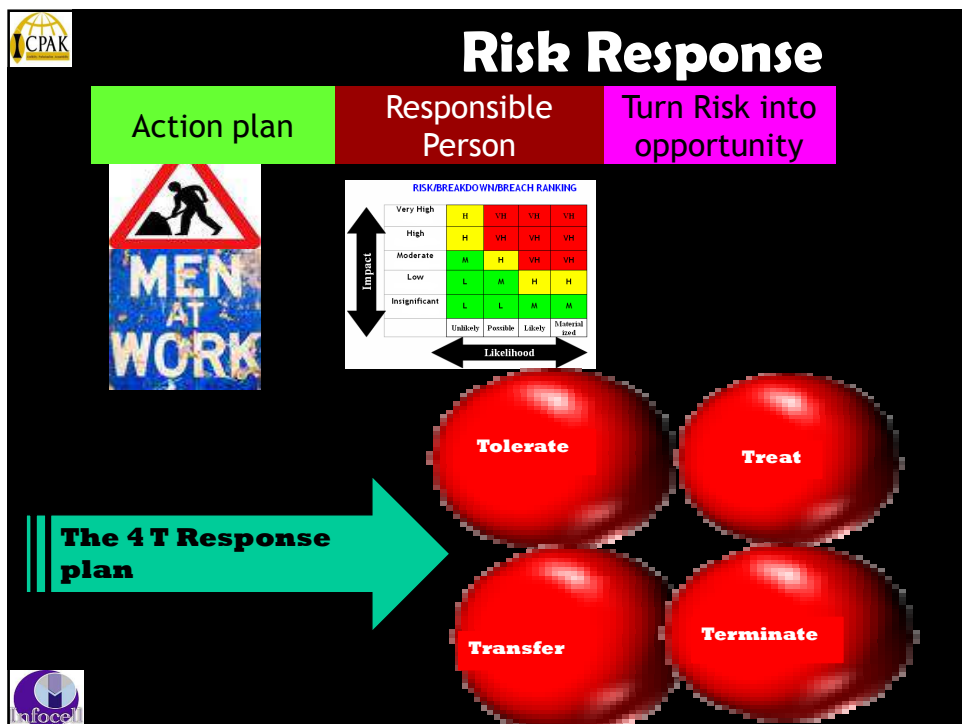 ICPAK
Risk Response
Action plan
Responsible
Person
Turn Risk into
opportunity
MEN
AT
WORK
RISK/BREAKDOWN/BREACH RANKING
Impact
Very High H VH VH VH
High H VH VH VH
Moderate M H VH VH
Low L M H H
Insignificant L L M M
Unlikely Possible Likely Material
ized
Likelihood
Tolerate
Treat
The 4 T Response
plan
Transfer
Terminate
Infocell